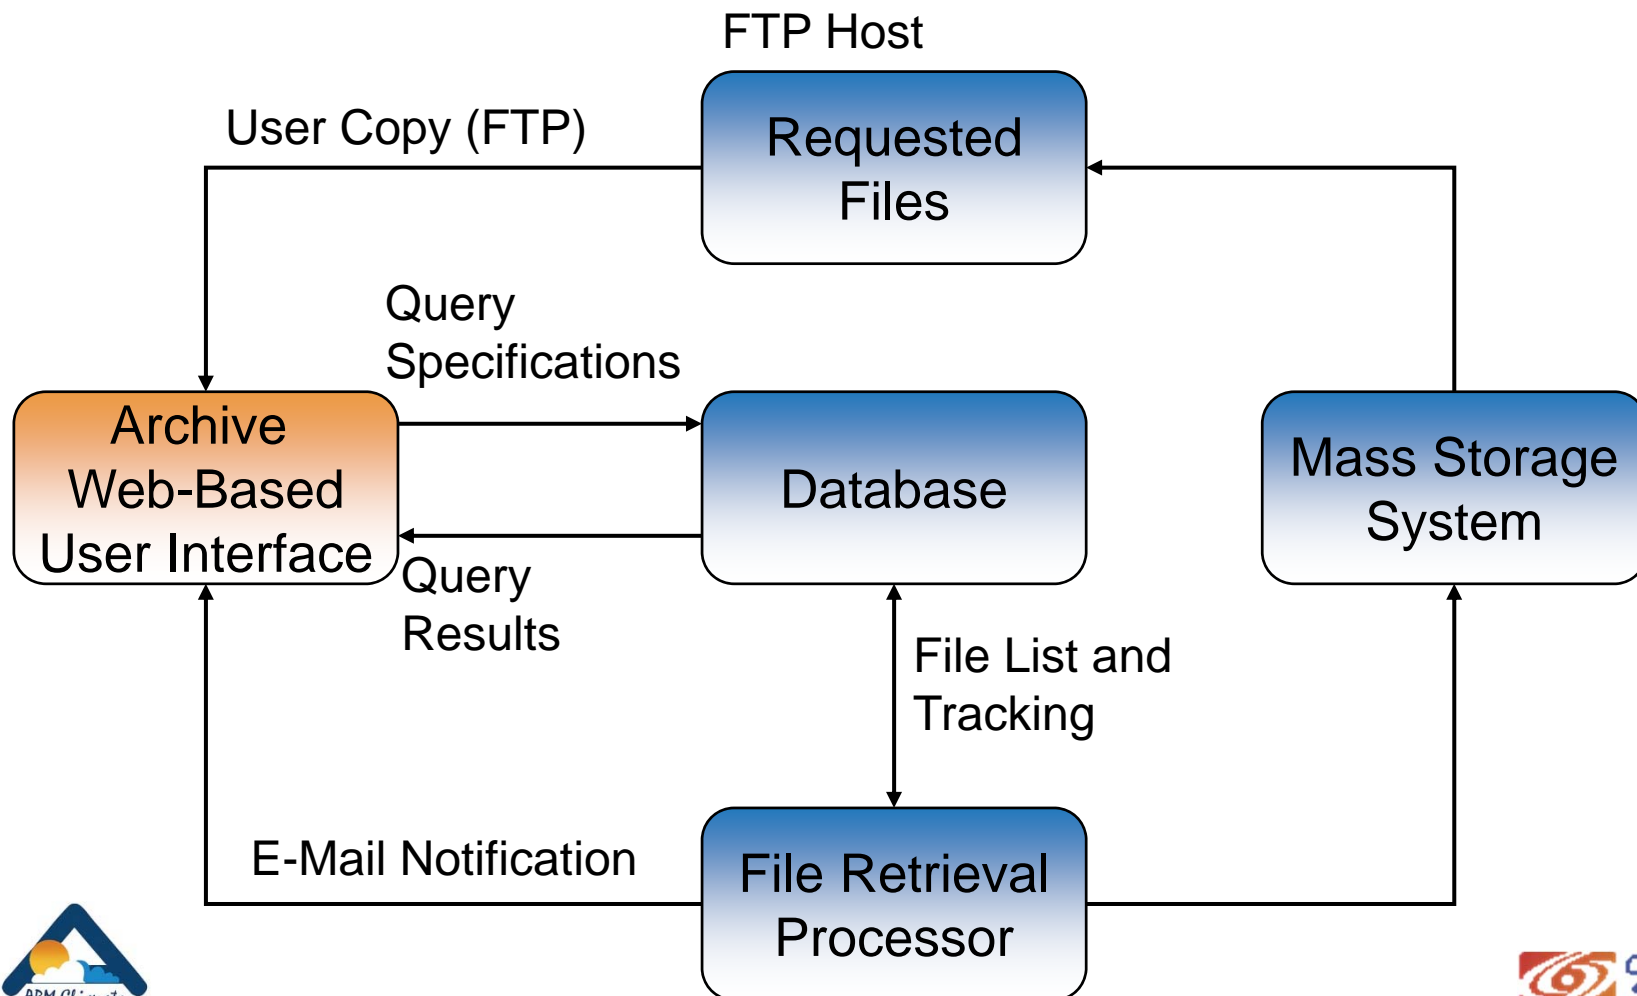 FTP Host
User Copy (FTP)
Requested
Files
Query
Specifications
Archive
Web-Based
User Interface
Database
Mass Storage
System
Query
Results
File List and
Tracking
E-Mail Notification
File Retrieval
Processor